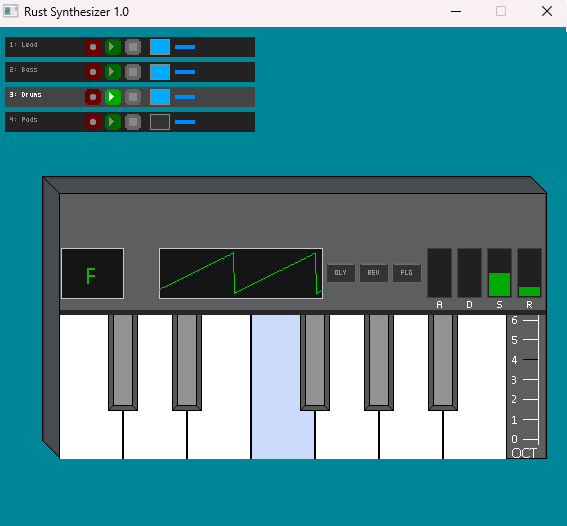 Rust Synthesizer 1.0
1: Lead
2: Bass
3: Drums
4: Pads
F
DLY REV FLG
A D S R
6
5
4
3
2
1
0
OCT